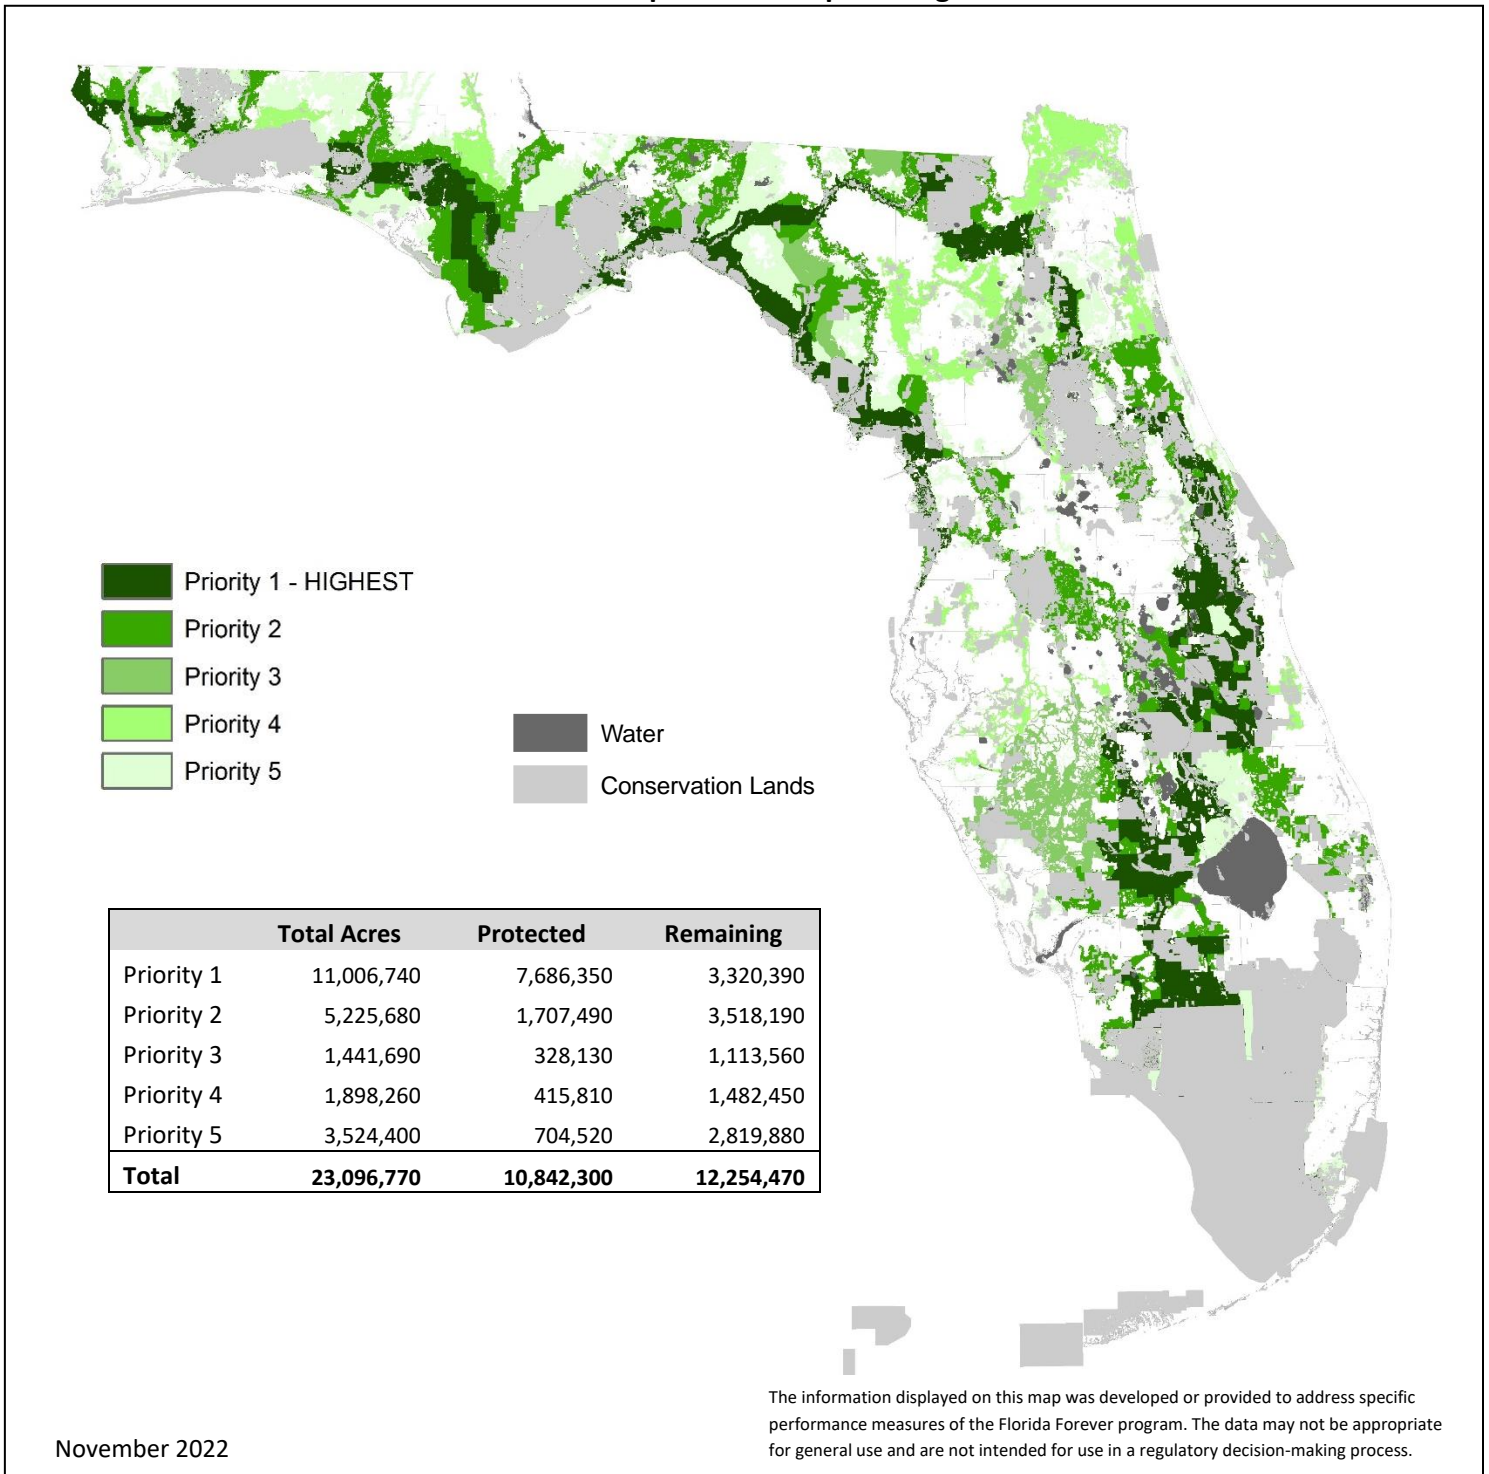 Priority 1 - HIGHEST
Priority 2
Priority 3
Priority 4
Priority 5
Water
Conservation Lands
Total Acres Protected Remaining
Priority 1 11,006,740 7,686,350 3,320,390
Priority 2 5,225,680 1,707,490 3,518,190
Priority 3 1,441,690 328,130 1,113,560
Priority 4 1,898,260 415,810 1,482,450
Priority 5 3,524,400 704,520 2,819,880
Total 23,096,770 10,842,300 12,254,470
The information displayed on this map was developed or provided to address specific
performance measures of the Florida Forever program. The data may not be appropriate
for general use and are not intended for use in a regulatory decision-making process.
November 2022